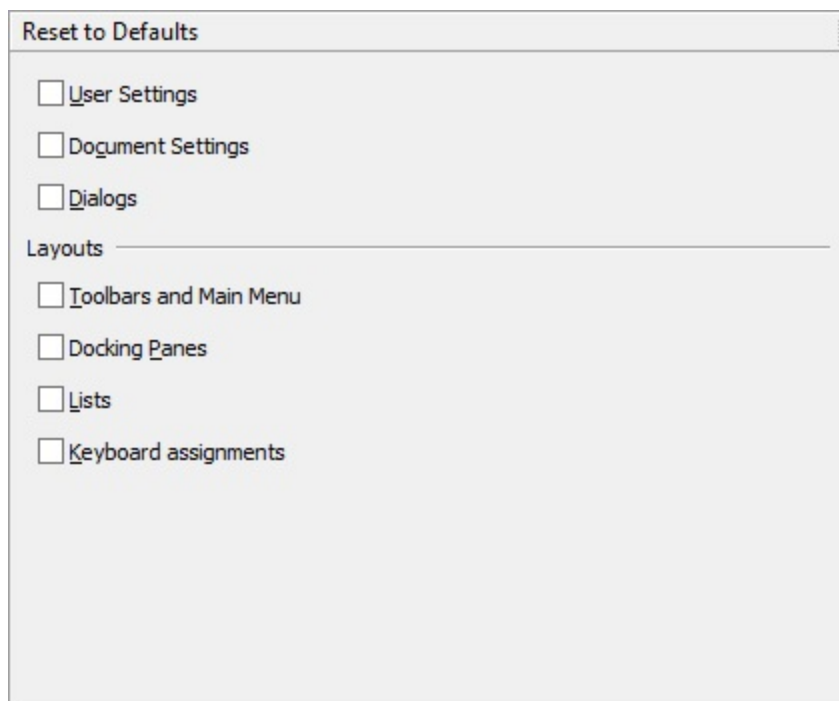 Reset to Defaults
User Settings
Document Settings
Dialogs
Layouts
Toolbars and Main Menu
Docking Panes
Lists
Keyboard assignments